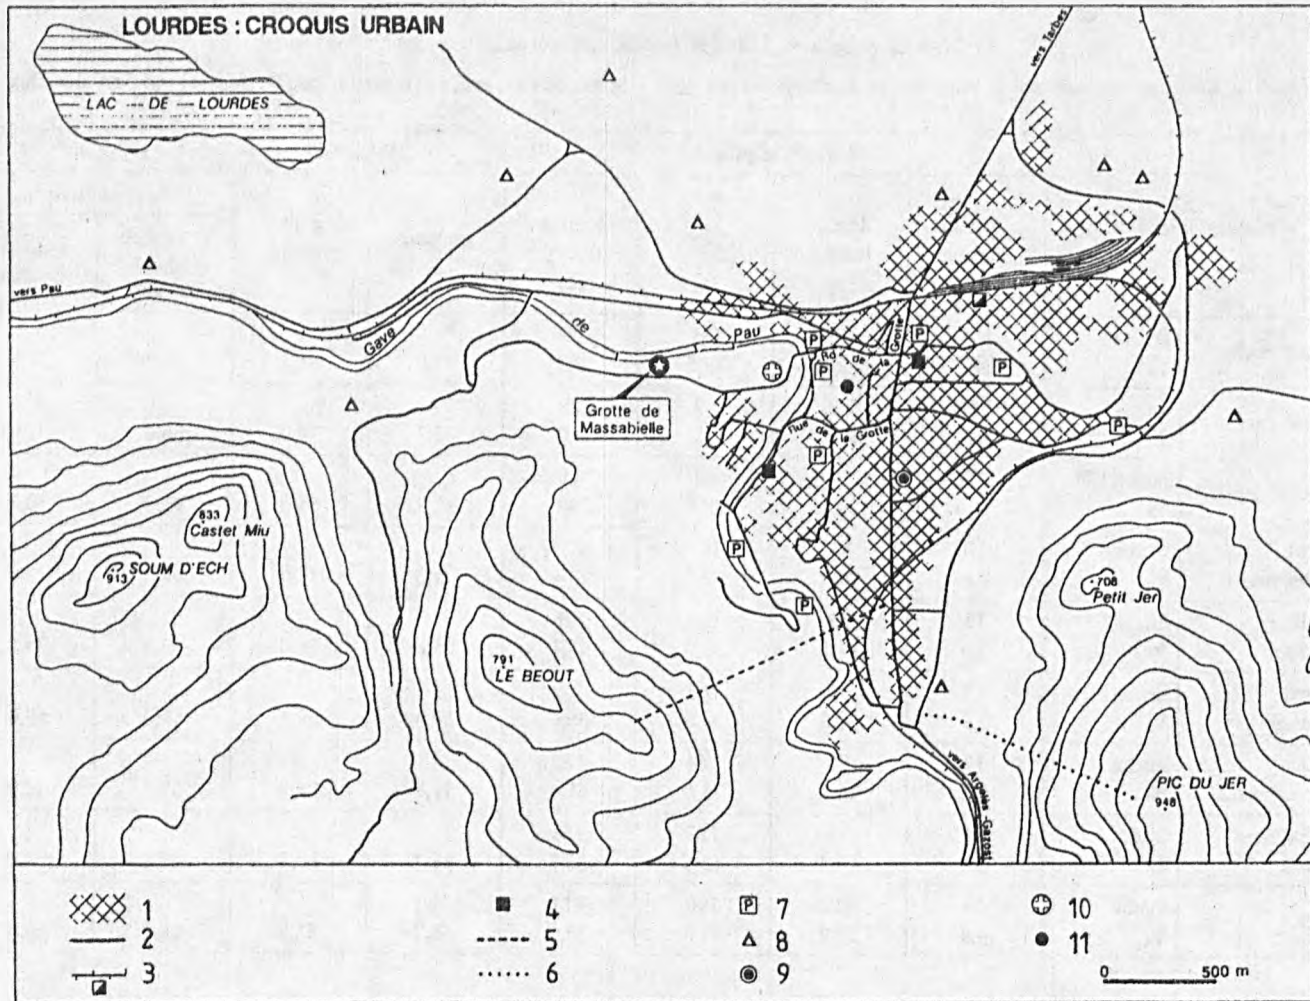 LOURDES : CROQUIS URBAIN
LAC DE LOURDES
vers Tarbes
vers Pau
Gave de Pau
Bd de la Grotte
P
P
P
P
P
Grotte de
Massabielle
Rue de la Grotte
P
P
833
Castet Miu
913
SOUM D'ECH
P
P
708
Petit Jer
791
LE BEOUT
PIC DU JER
948
vers Argelès-Gazost
1
2
3
4
5
6
P 7
8
9
10
11
0 500 m